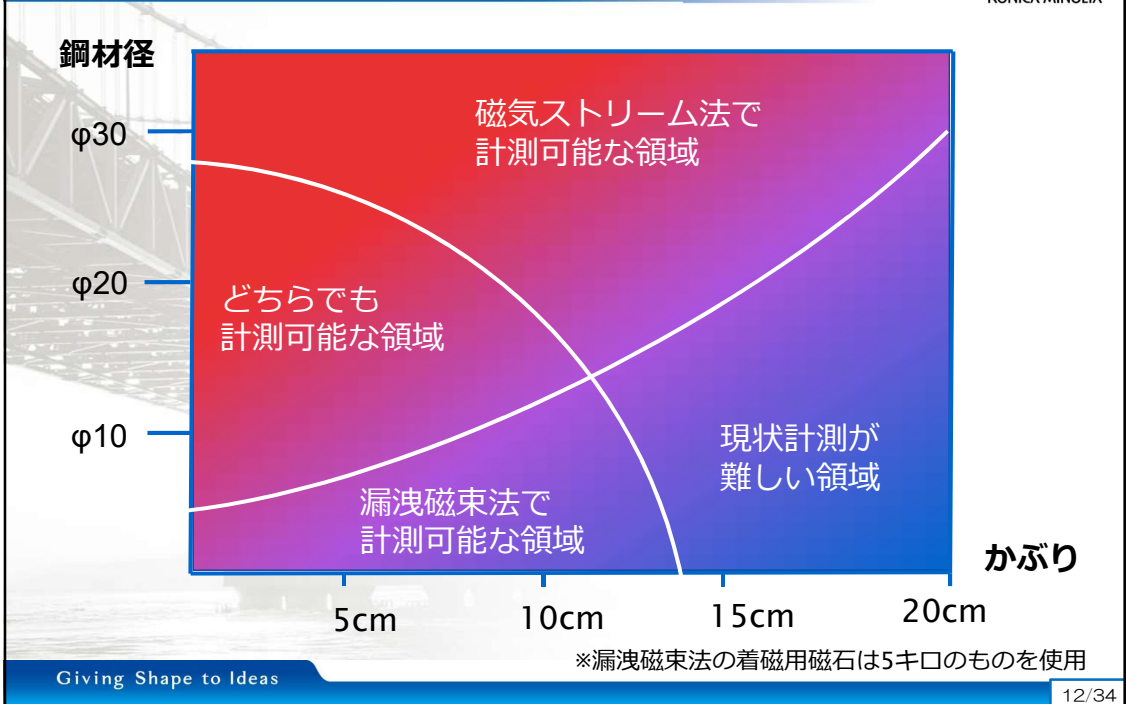 KONICA MINOLTA
鋼材径
φ30
磁気ストリーム法で
計測可能な領域
φ20
どちらでも
計測可能な領域
φ10
現状計測が
難しい領域
漏洩磁束法で
計測可能な領域
かぶり
5cm
10cm
15cm
20cm
※漏洩磁束法の着磁用磁石は5キロのものを使用
Giving Shape to Ideas
12/34